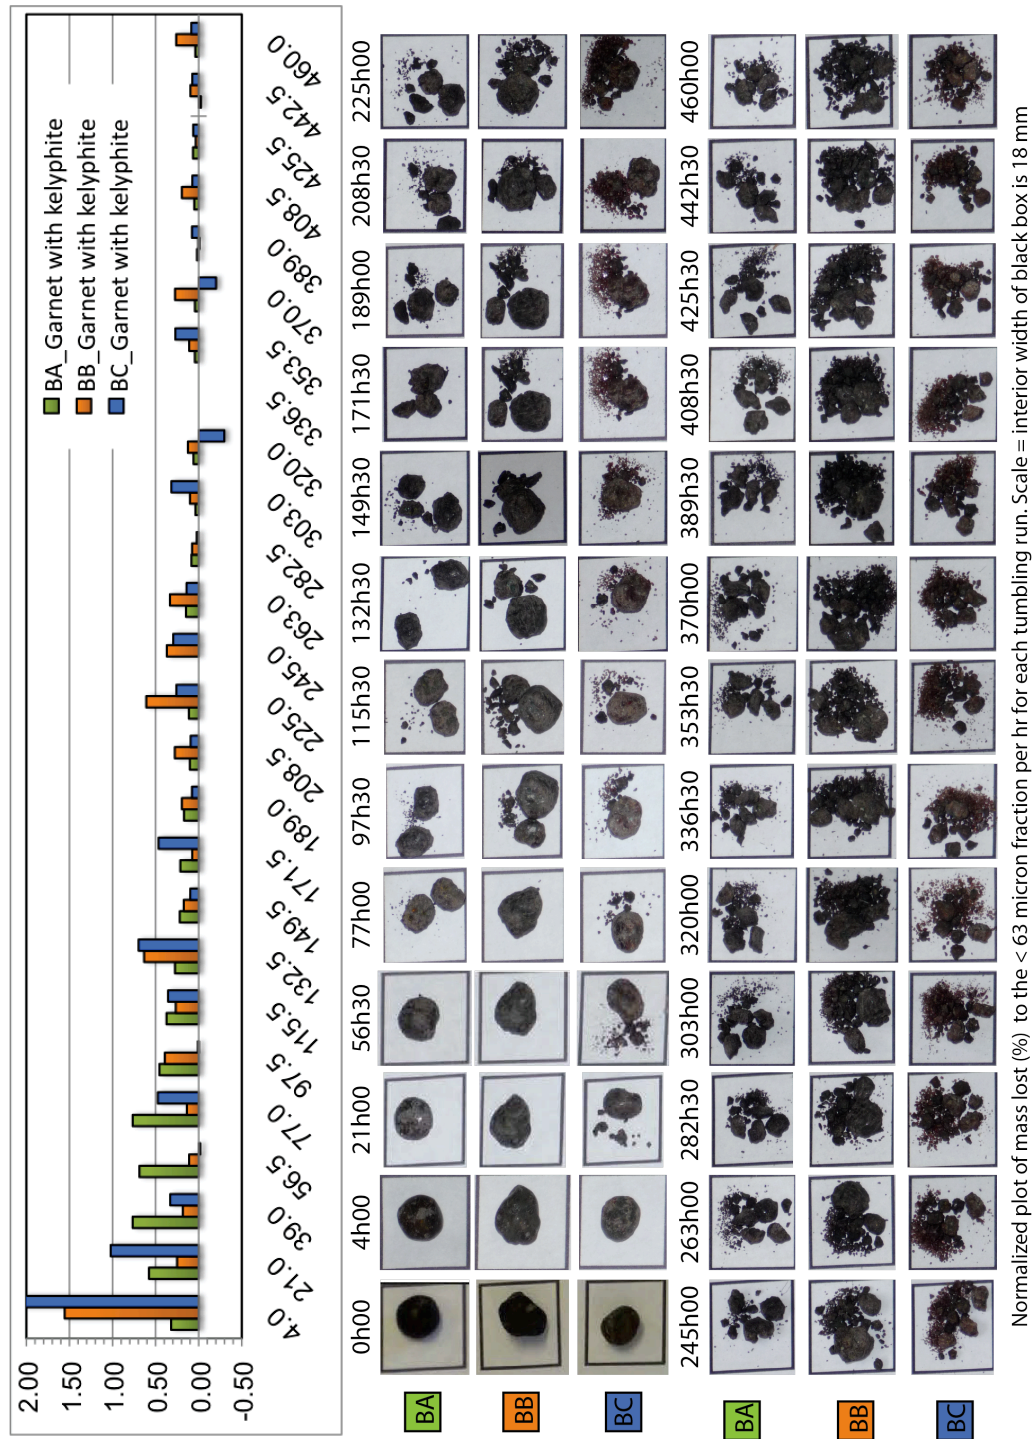 2.00
1.50
1.00
0.50
0.00
-0.50
BA_Garnet with kelyphite
BB_Garnet with kelyphite
BC_Garnet with kelyphite
4.0 21.0 39.0 56.5 77.0 97.5 115.5 132.5 149.5 171.5 189.0 208.5 225.0 245.0 263.0 282.5 303.0 320.0 336.5 353.5 370.0 389.0 408.5 425.5 442.5 460.0
0h00 4h00 21h00 56h30 77h00 97h30 115h30 132h30 149h30 171h30 189h00 208h30 225h00
BA
BB
BC
245h00 263h00 282h30 303h00 320h00 336h30 353h30 370h00 389h30 408h30 425h30 442h30 460h00
BA
BB
BC
Normalized plot of mass lost (%) to the < 63 micron fraction per hr for each tumbling run. Scale = interior width of black box is 18 mm